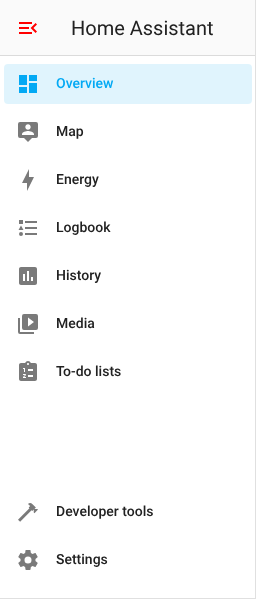 Home Assistant
Overview
Map
Energy
Logbook
History
Media
To-do lists
Developer tools
Settings